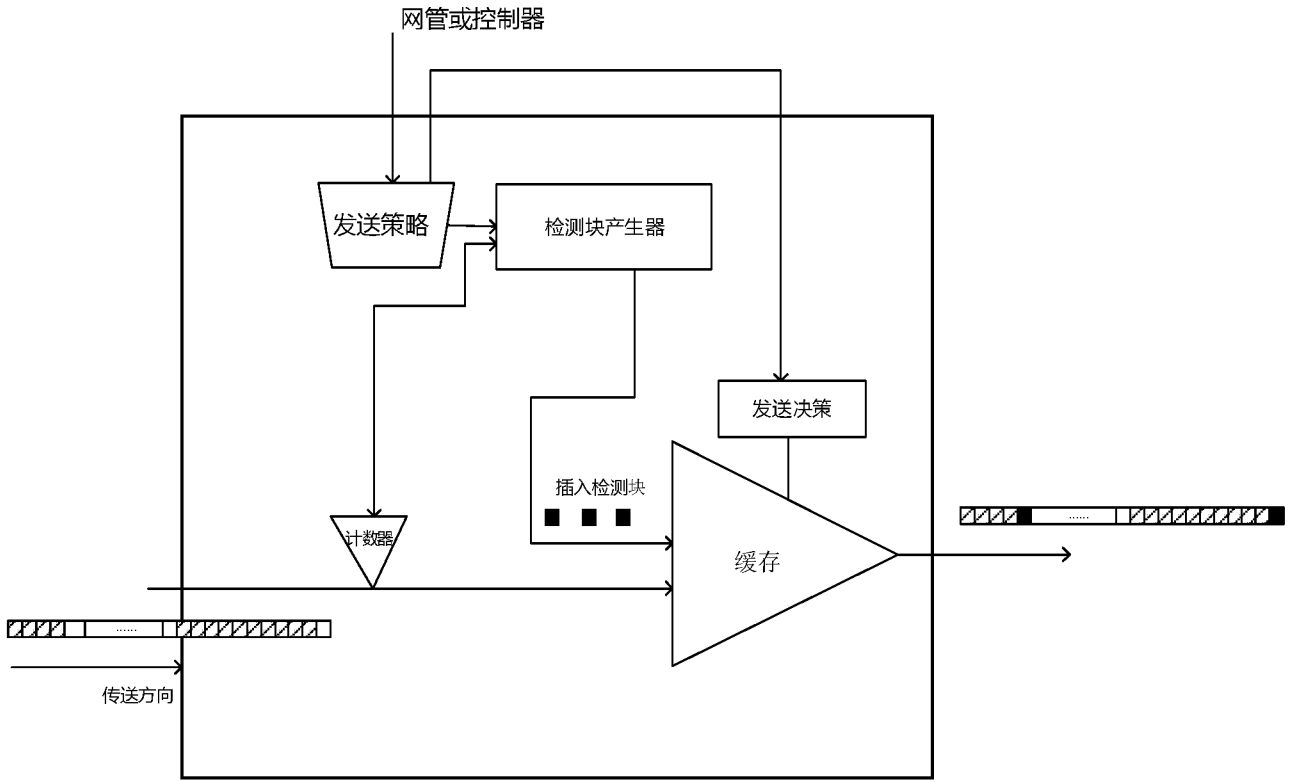 网管或控制器
发送策略
检测块产生器
发送决策
插入检测块
计数器
缓存
......
......
传送方向